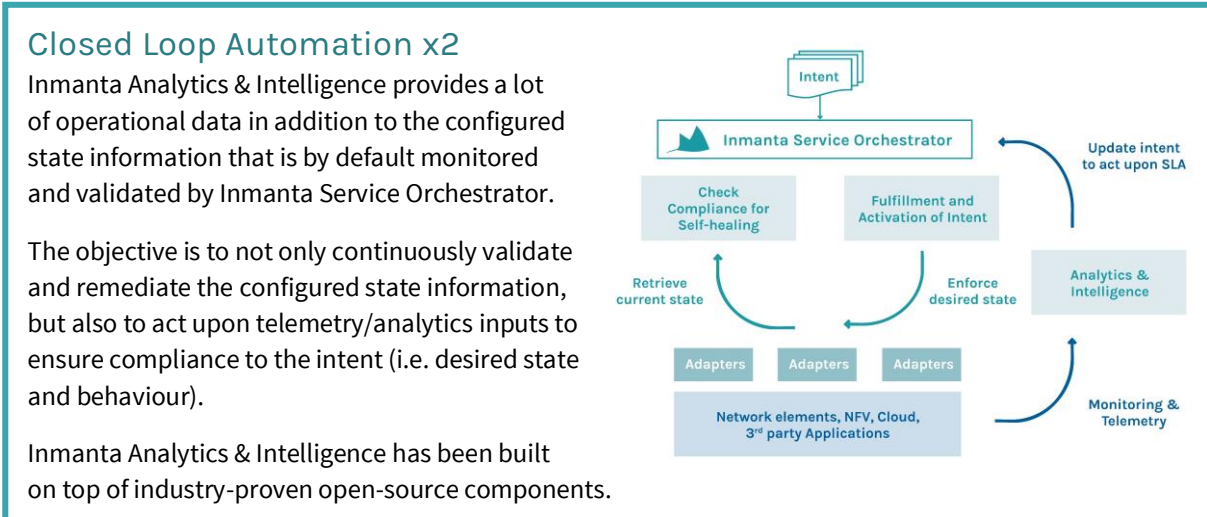 Closed Loop Automation x2
Inmanta Analytics & Intelligence provides a lot
of operational data in addition to the configured
state information that is by default monitored
and validated by Inmanta Service Orchestrator.
The objective is to not only continuously validate
and remediate the configured state information,
but also to act upon telemetry/analytics inputs to
ensure compliance to the intent (i.e. desired state
and behaviour).
Inmanta Analytics & Intelligence has been built
on top of industry-proven open-source components.
Intent
Inmanta Service Orchestrator
Update intent
to act upon SLA
Check
Compliance for
Self-healing
Fulfillment and
Activation of Intent
Retrieve
current state
Enforce
desired state
Analytics &
Intelligence
Adapters
Adapters
Adapters
Network elements, NFV, Cloud,
3rd party Applications
Monitoring &
Telemetry